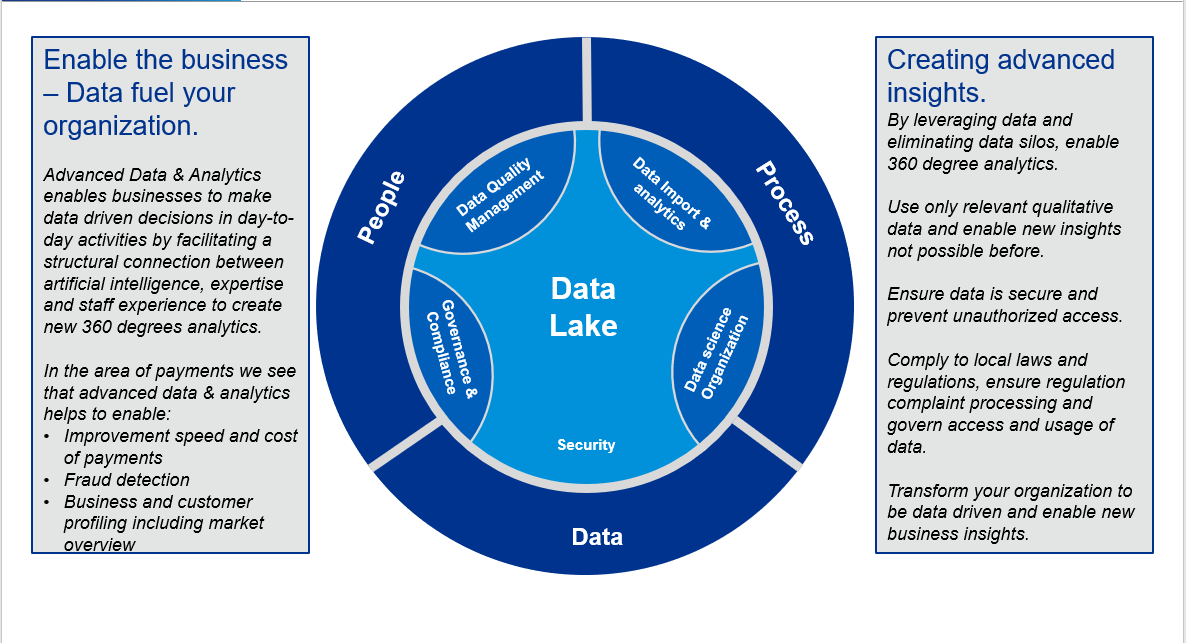 Enable the business
– Data fuel your
organization.
Advanced Data & Analytics
enables businesses to make
data driven decisions in day-to-
day activities by facilitating a
structural connection between
artificial intelligence, expertise
and staff experience to create
new 360 degrees analytics.
In the area of payments we see
that advanced data & analytics
helps to enable:
• Improvement speed and cost
of payments
• Fraud detection
• Business and customer
profiling including market
overview
People
Process
Data
Data Quality
Management
Data Import &
analytics
Governance &
Compliance
Data science
Organization
Data
Lake
Security
Creating advanced
insights.
By leveraging data and
eliminating data silos, enable
360 degree analytics.
Use only relevant qualitative
data and enable new insights
not possible before.
Ensure data is secure and
prevent unauthorized access.
Comply to local laws and
regulations, ensure regulation
complaint processing and
govern access and usage of
data.
Transform your organization to
be data driven and enable new
business insights.